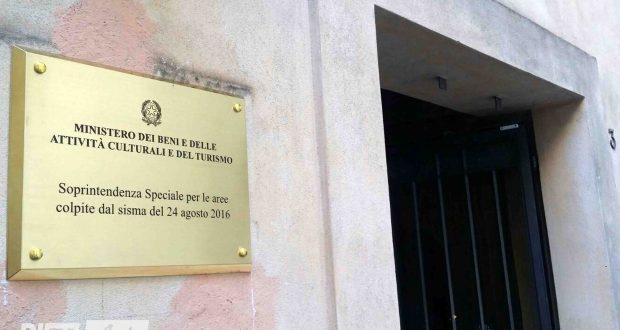 MINISTERO DEI BENI E DELLE
ATTIVITÀ CULTURALI E DEL TURISMO
Soprintendenza Speciale per le aree
colpite dal sisma del 24 agosto 2016
3